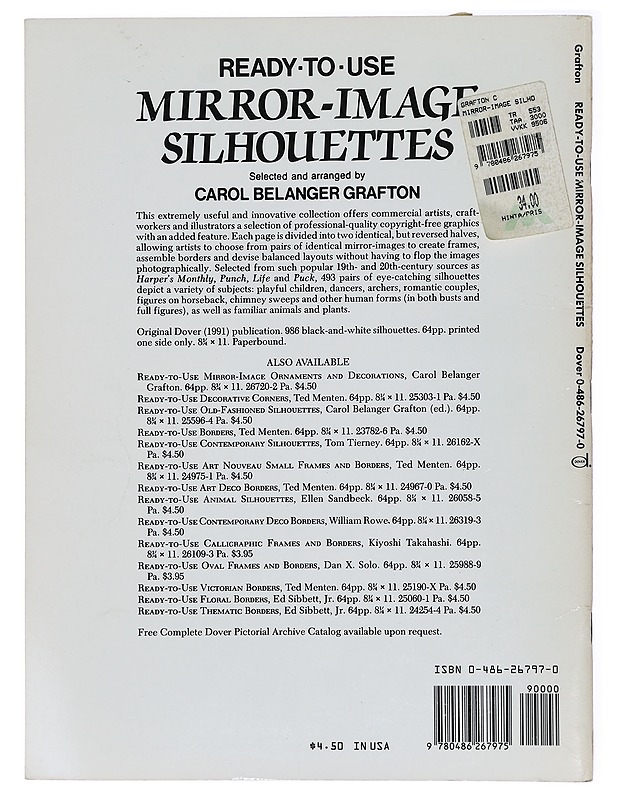 READY·TO·USE
MIRROR-IMAGE
SILHOUETTES
Selected and arranged by
CAROL BELANGER GRAFTON
This extremely useful and innovative collection offers commercial artists, craft-
workers and illustrators a selection of professional-quality copyright-free graphics
with an added feature. Each page is divided into two identical, but reversed halves,
allowing artists to choose from pairs of identical mirror-images to create frames,
assemble borders and devise balanced layouts without having to flop the images
photographically. Selected from such popular 19th- and 20th-century sources as
Harper's Monthly, Punch, Life and Puck, 493 pairs of eye-catching silhouettes
depict a variety of subjects: playful children, dancers, archers, romantic couples,
figures on horseback, chimney sweeps and other human forms (in both busts and
full figures), as well as familiar animals and plants.
Original Dover (1991) publication. 986 black-and-white silhouettes. 64pp. printed
one side only. 8¼ × 11. Paperbound.
ALSO AVAILABLE
READY-TO-USE MIRROR-IMAGE ORNAMENTS AND DECORATIONS, Carol Belanger
Grafton. 64pp. 8¼ × 11. 26720-2 Pa. $4.50
READY-TO-USE DECORATIVE CORNERS, Ted Menten. 64pp. 8¼ × 11. 25303-1 Pa. $4.50
READY-TO-USE OLD-FASHIONED SILHOUETTES, Carol Belanger Grafton (ed.). 64pp.
8¼ × 11. 25596-4 Pa. $4.50
READY-TO-USE BORDERS, Ted Menten. 64pp. 8¼ × 11. 23782-6 Pa. $4.50
READY-TO-USE CONTEMPORARY SILHOUETTES, Tom Tierney. 64pp. 8¼ × 11. 26162-X
Pa. $4.50
READY-TO-USE ART NOUVEAU SMALL FRAMES AND BORDERS, Ted Menten. 64pp.
8¼ × 11. 24975-1 Pa. $4.50
READY-TO-USE ART DECO BORDERS, Ted Menten. 64pp. 8¼ × 11. 24967-0 Pa. $4.50
READY-TO-USE ANIMAL SILHOUETTES, Ellen Sandbeck. 64pp. 8¼ × 11. 26058-5
Pa. $4.50
READY-TO-USE CONTEMPORARY DECO BORDERS, William Rowe. 64pp. 8¼ × 11. 26319-3
Pa. $4.50
READY-TO-USE CALLIGRAPHIC FRAMES AND BORDERS, Kiyoshi Takahashi. 64pp.
8¼ × 11. 26109-3 Pa. $3.95
READY-TO-USE OVAL FRAMES AND BORDERS, Dan X. Solo. 64pp. 8¼ × 11. 25988-9
Pa. $3.95
READY-TO-USE VICTORIAN BORDERS, Ted Menten. 64pp. 8¼ × 11. 25190-X Pa. $4.50
READY-TO-USE FLORAL BORDERS, Ed Sibbett, Jr. 64pp. 8¼ × 11. 25060-1 Pa. $4.50
READY-TO-USE THEMATIC BORDERS, Ed Sibbett, Jr. 64pp. 8¼ × 11. 24254-4 Pa. $4.50
Free Complete Dover Pictorial Archive Catalog available upon request.
ISBN 0-486-26797-0
90000
9 780486 267975
$4.50 IN USA
GRAFTON C
MIRROR-IMAGE SILHO
TR 553
TAA 3000
VVKK 9506
9 780486 267975
34.00
HINTA/PRIS
Grafton READY-TO-USE MIRROR-IMAGE SILHOUETTES Dover 0-486-26797-0
DOVER